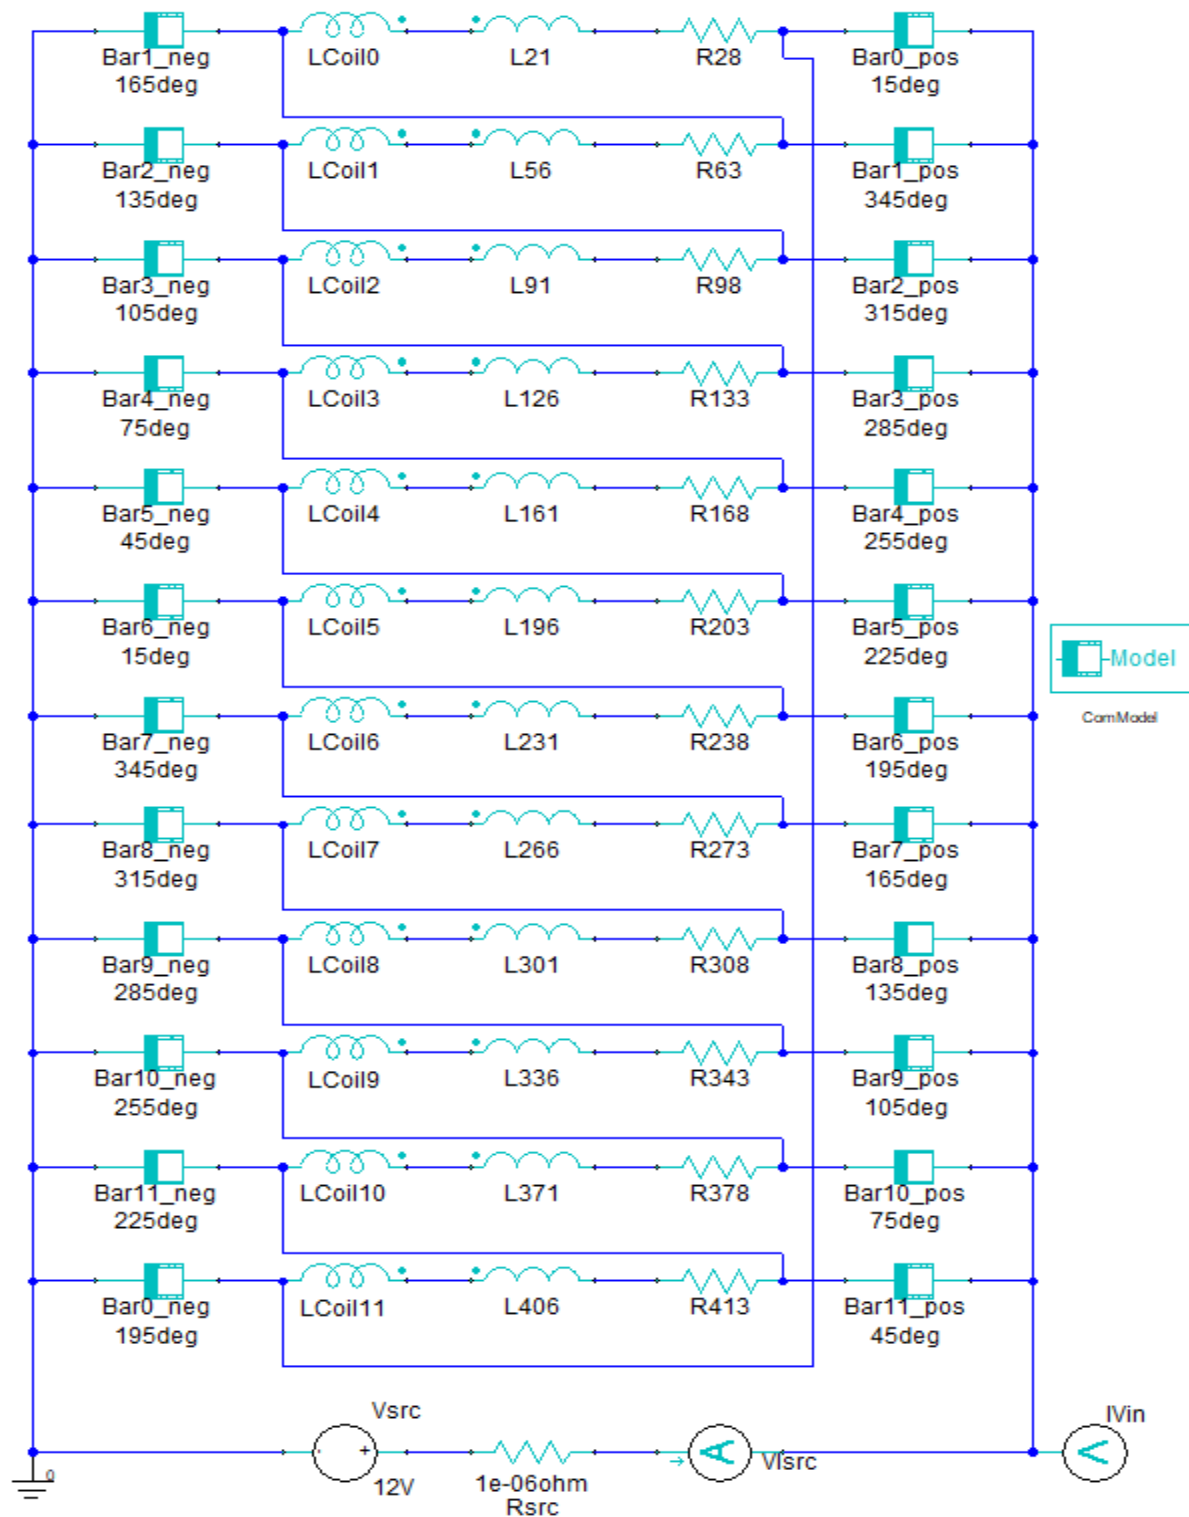 Bar1_neg LCoil0 L21 R28 Bar0_pos
165deg 15deg
Bar2_neg LCoil1 L56 R63 Bar1_pos
135deg 345deg
Bar3_neg LCoil2 L91 R98 Bar2_pos
105deg 315deg
Bar4_neg LCoil3 L126 R133 Bar3_pos
75deg 285deg
Bar5_neg LCoil4 L161 R168 Bar4_pos
45deg 255deg
Bar6_neg LCoil5 L196 R203 Bar5_pos
15deg 225deg
Model
ComModel
Bar7_neg LCoil6 L231 R238 Bar6_pos
345deg 195deg
Bar8_neg LCoil7 L266 R273 Bar7_pos
315deg 165deg
Bar9_neg LCoil8 L301 R308 Bar8_pos
285deg 135deg
Bar10_neg LCoil9 L336 R343 Bar9_pos
255deg 105deg
Bar11_neg LCoil10 L371 R378 Bar10_pos
225deg 75deg
Bar0_neg LCoil11 L406 R413 Bar11_pos
195deg 45deg
Vsrc IVin
- + A V
0 12V 1e-06ohm VIsrc
Rsrc